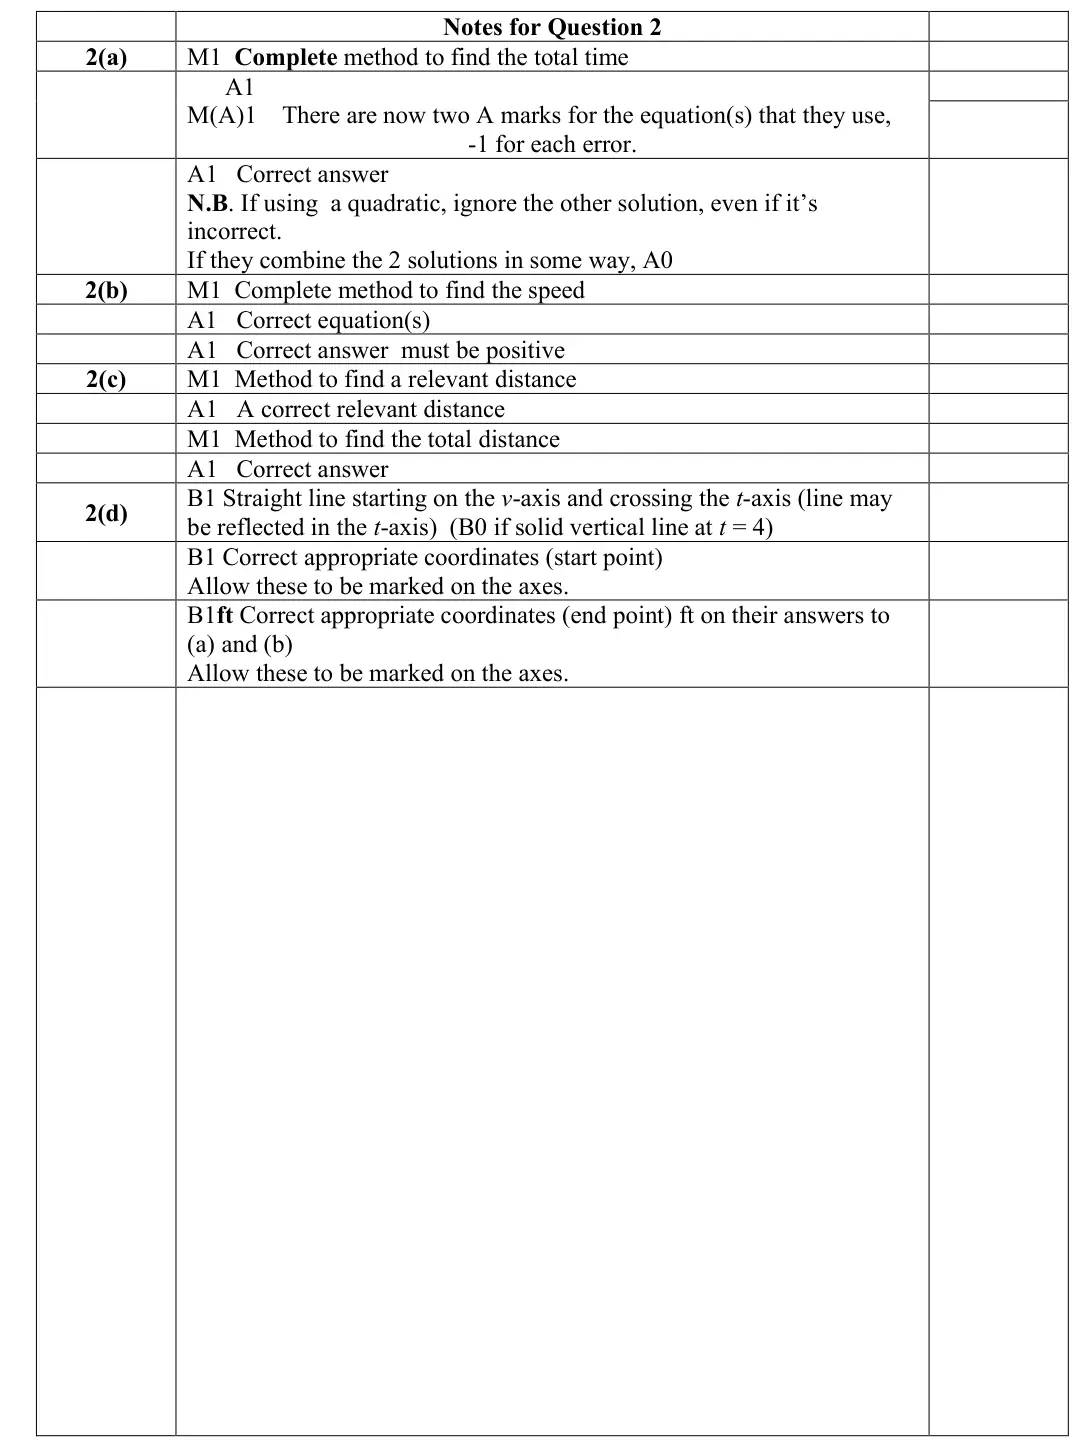 Notes for Question 2
2(a)
M1 Complete method to find the total time
A1
M(A)1 There are now two A marks for the equation(s) that they use,
-1 for each error.
A1 Correct answer
N.B. If using a quadratic, ignore the other solution, even if it’s
incorrect.
If they combine the 2 solutions in some way, A0
2(b)
M1 Complete method to find the speed
A1 Correct equation(s)
A1 Correct answer must be positive
2(c)
M1 Method to find a relevant distance
A1 A correct relevant distance
M1 Method to find the total distance
A1 Correct answer
2(d)
B1 Straight line starting on the v-axis and crossing the t-axis (line may
be reflected in the t-axis) (B0 if solid vertical line at t = 4)
B1 Correct appropriate coordinates (start point)
Allow these to be marked on the axes.
B1ft Correct appropriate coordinates (end point) ft on their answers to
(a) and (b)
Allow these to be marked on the axes.